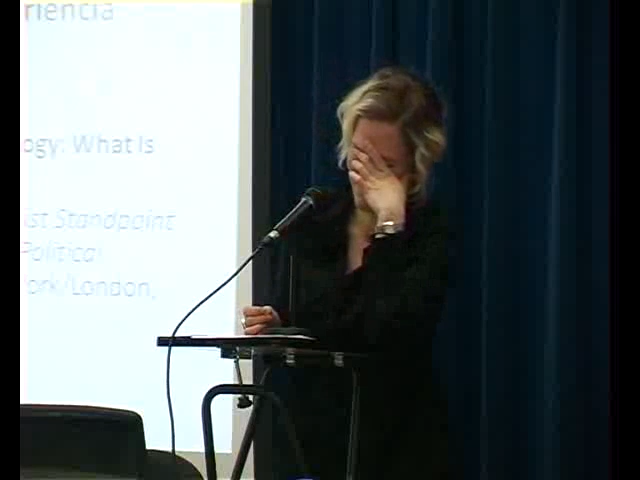 riencia
ogy: What Is
ist Standpoint
Political
ork/London,